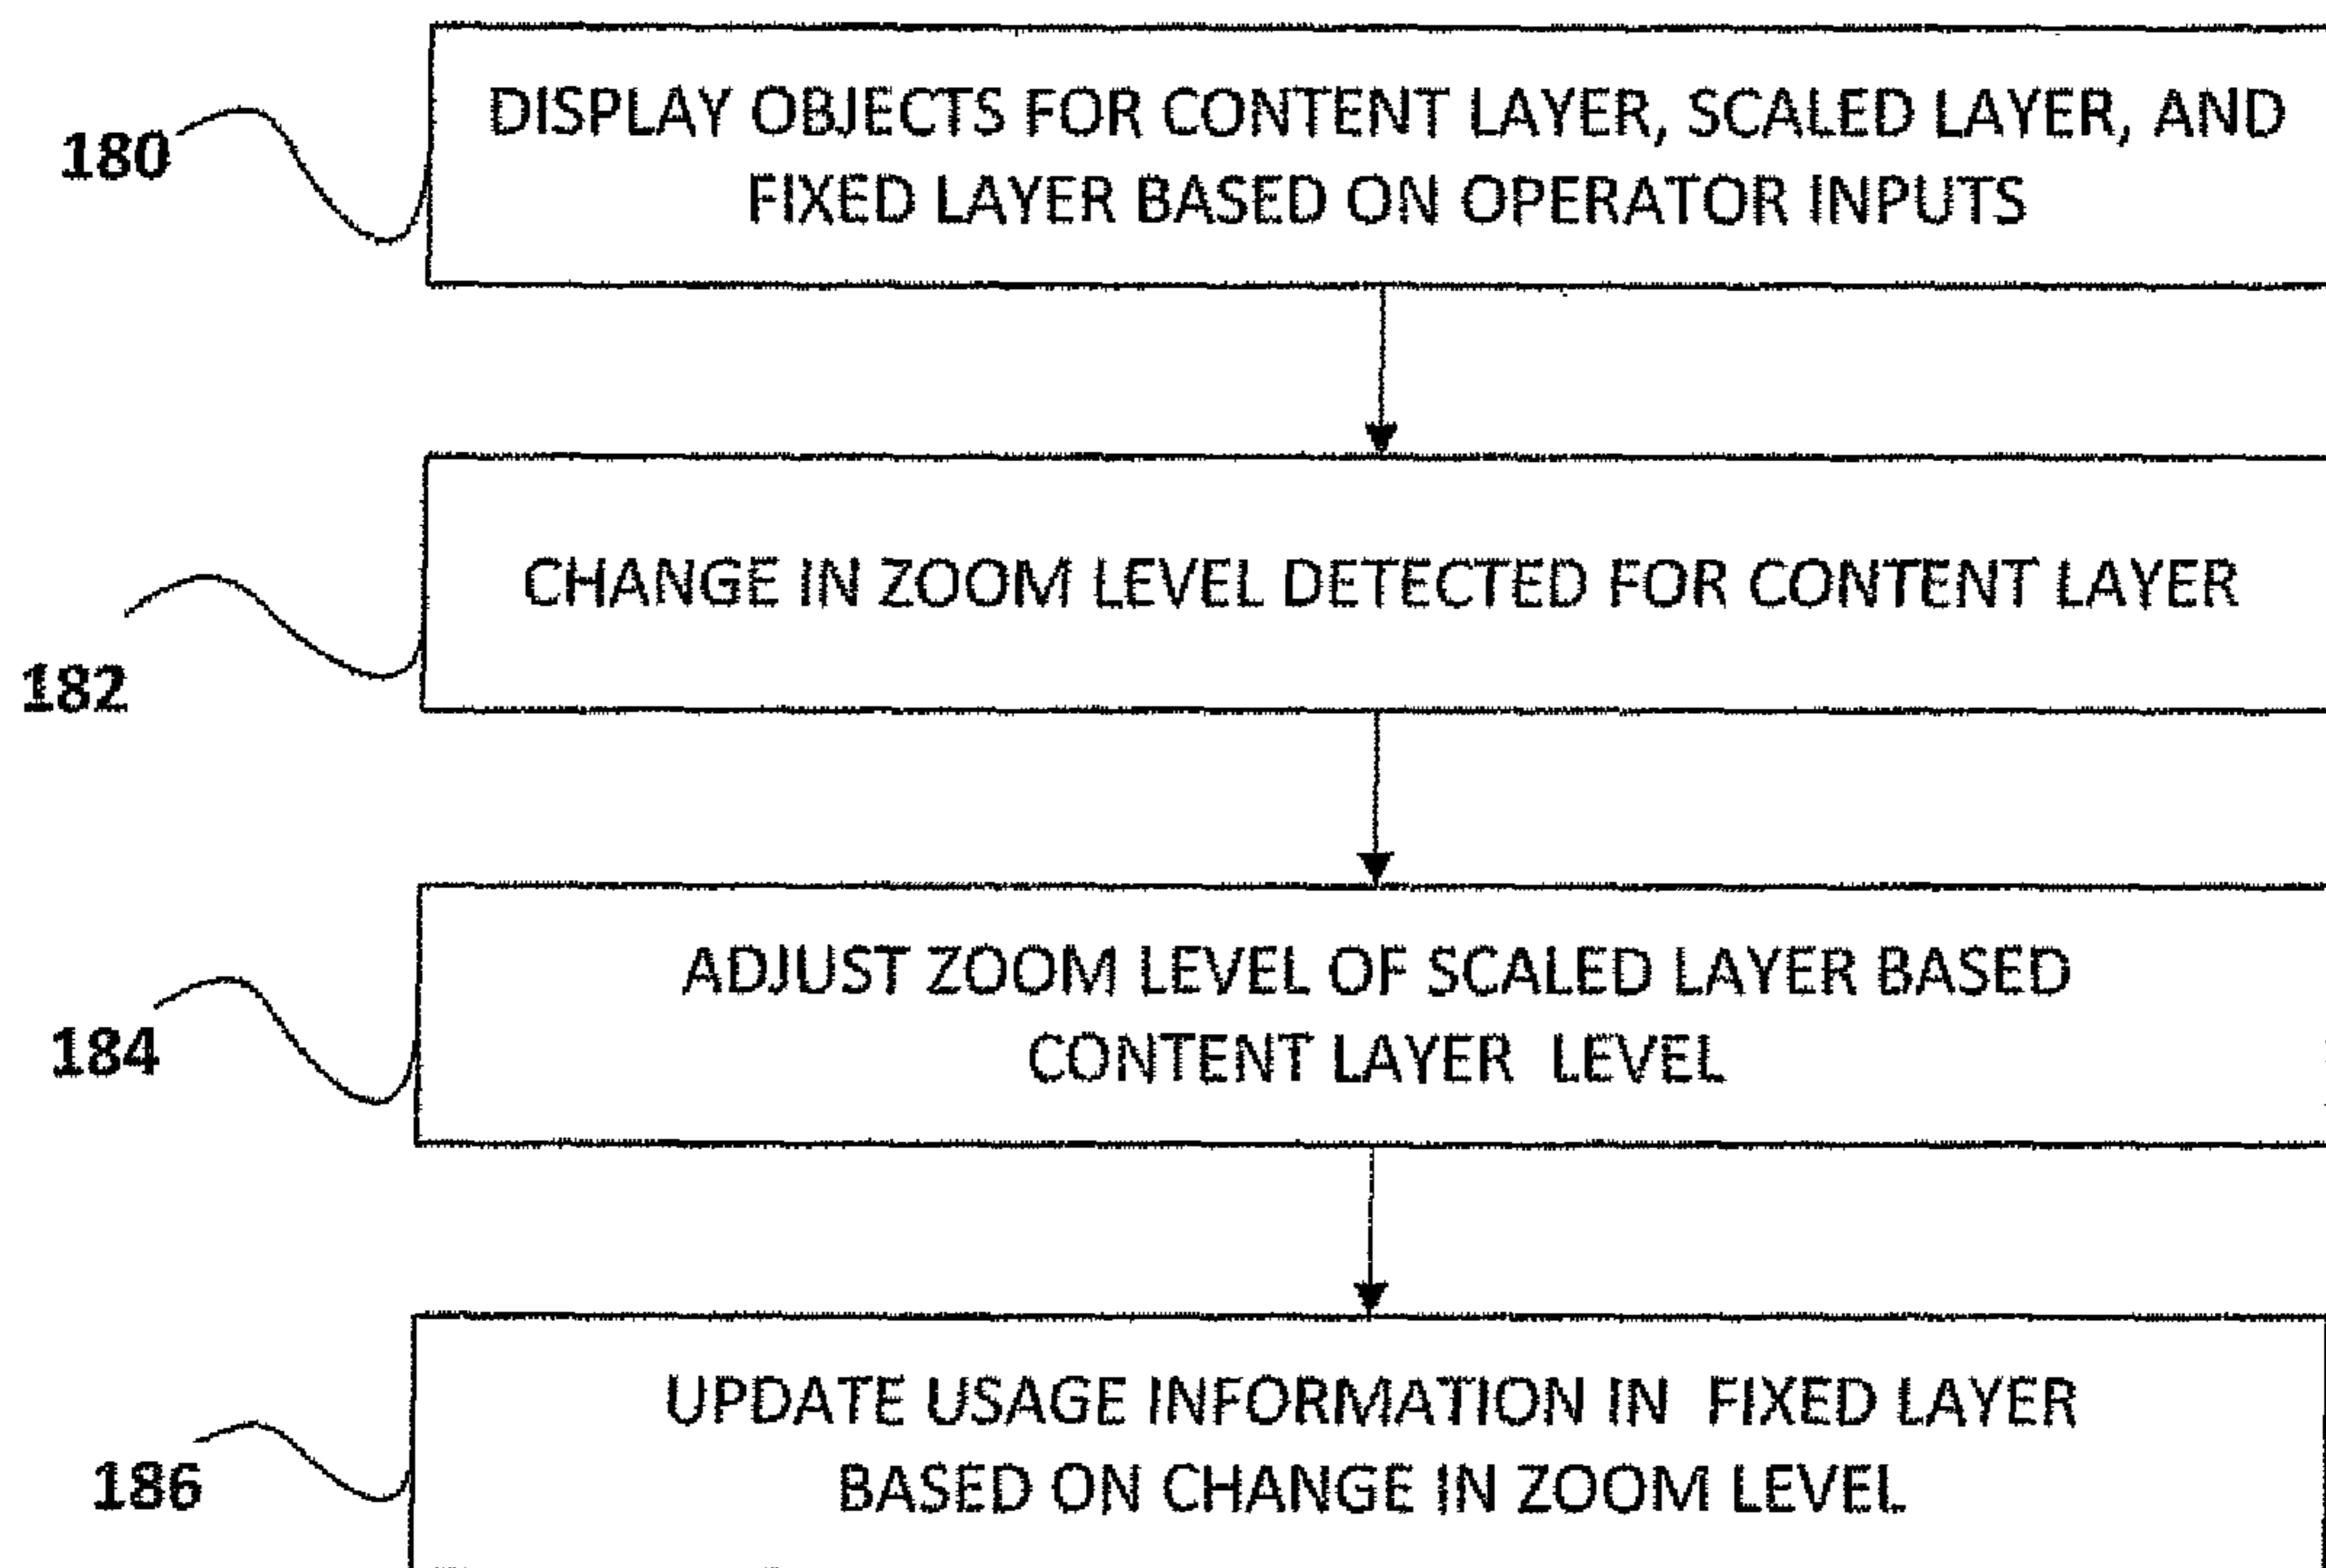 DISPLAY OBJECTS FOR CONTENT LAYER, SCALED LAYER, AND
FIXED LAYER BASED ON OPERATOR INPUTS
180
CHANGE IN ZOOM LEVEL DETECTED FOR CONTENT LAYER
182
ADJUST ZOOM LEVEL OF SCALED LAYER BASED
CONTENT LAYER LEVEL
184
UPDATE USAGE INFORMATION IN FIXED LAYER
BASED ON CHANGE IN ZOOM LEVEL
186